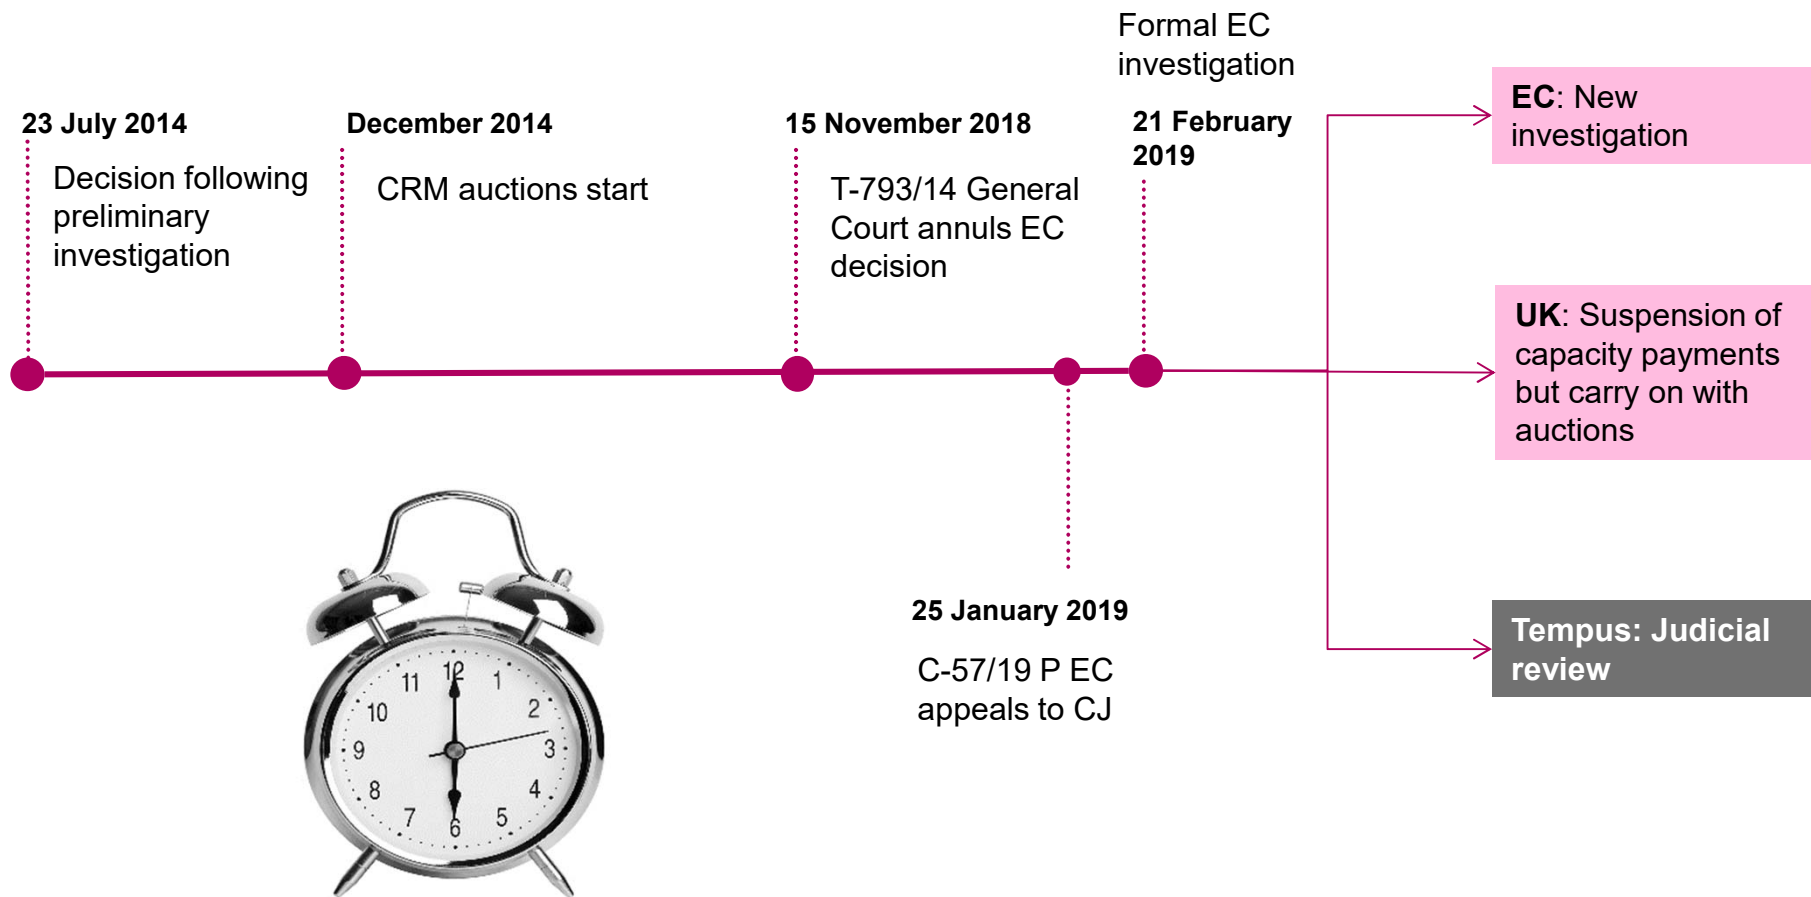 23 July 2014
Decision following
preliminary
investigation
December 2014
CRM auctions start
15 November 2018
T-793/14 General
Court annuls EC
decision
25 January 2019
C-57/19 P EC
appeals to CJ
Formal EC
investigation
21 February
2019
EC: New
investigation
UK: Suspension of
capacity payments
but carry on with
auctions
Tempus: Judicial
review
12
1
2
3
4
5
6
7
8
9
10
11